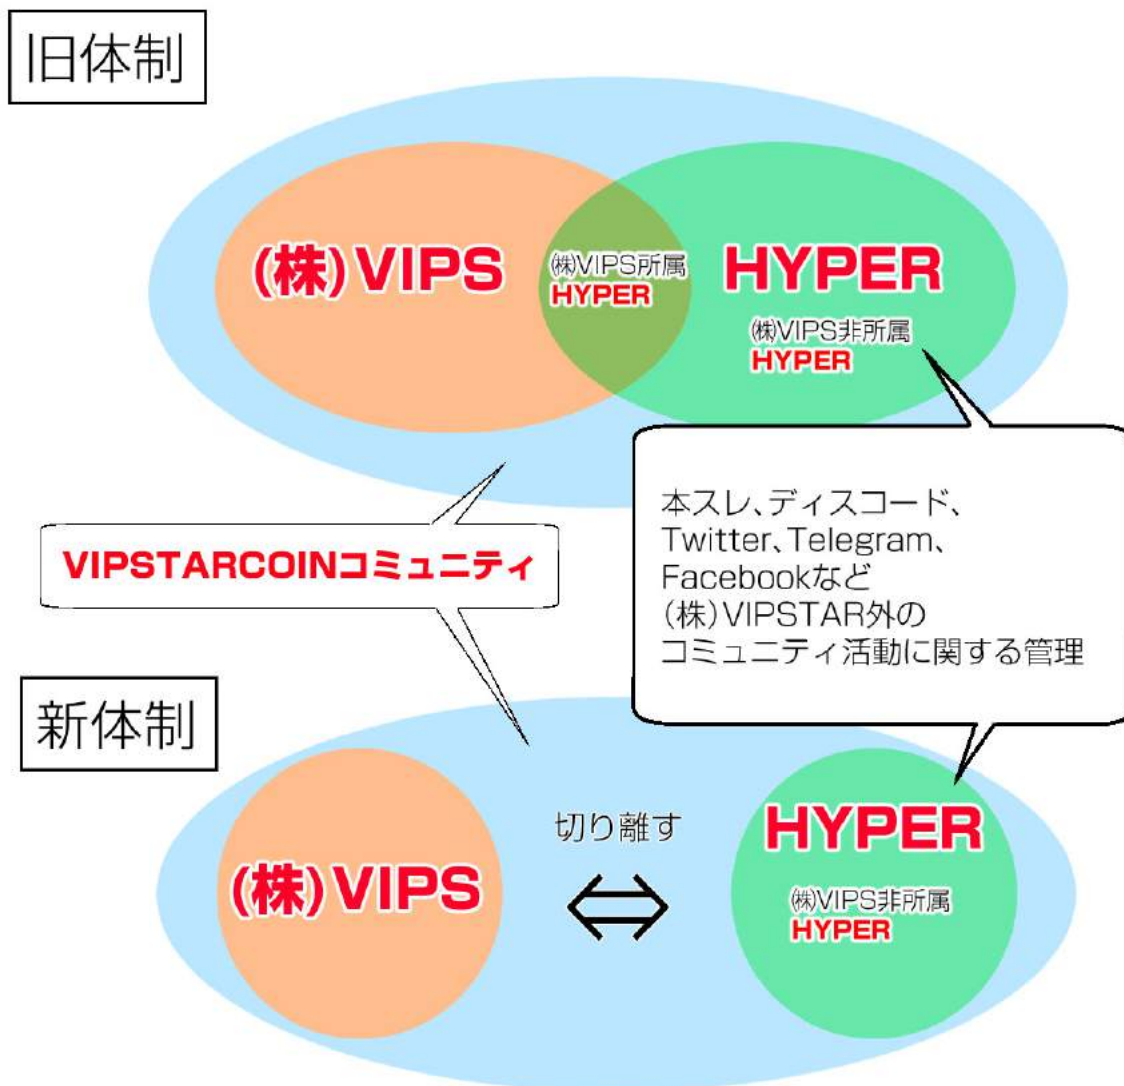 旧体制
(株)VIPS
㈱VIPS所属
HYPER
HYPER
㈱VIPS非所属
HYPER
本スレ、ディスコード、
Twitter、Telegram、
Facebookなど
(株)VIPSTAR外の
コミュニティ活動に関する管理
VIPSTARCOINコミュニティ
新体制
(株)VIPS
切り離す
HYPER
㈱VIPS非所属
HYPER